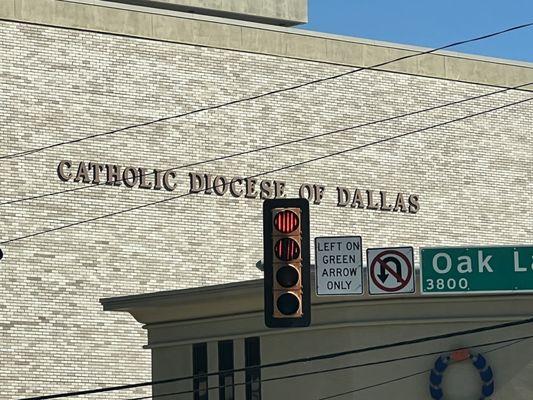 CATHOLIC DIOCESE OF DALLAS
LEFT ON
GREEN
ARROW
ONLY
Oak
3800